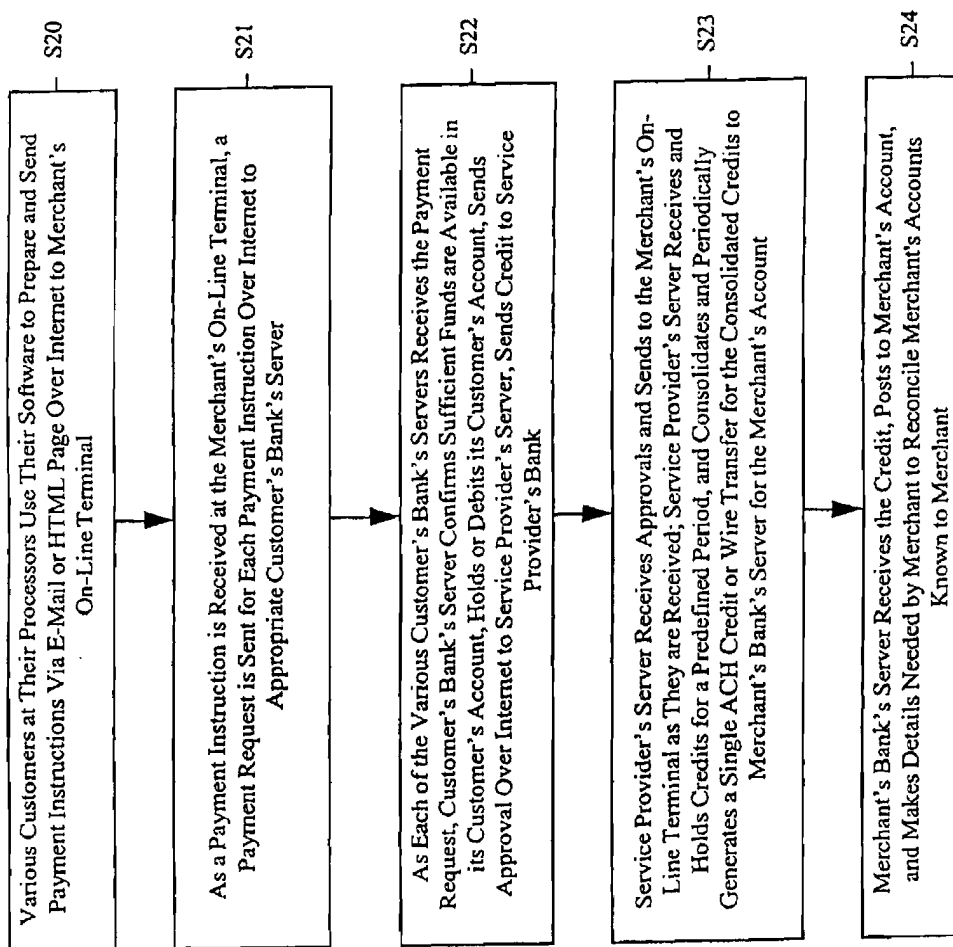 Various Customers at Their Processors Use Their Software to Prepare and Send
Payment Instructions Via E-Mail or HTML Page Over Internet to Merchant's
On-Line Terminal
S20
As a Payment Instruction is Received at the Merchant's On-Line Terminal, a
Payment Request is Sent for Each Payment Instruction Over Internet to
Appropriate Customer's Bank's Server
S21
As Each of the Various Customer's Bank's Servers Receives the Payment
Request, Customer's Bank's Server Confirms Sufficient Funds are Available in
its Customer's Account, Holds or Debits its Customer's Account, Sends
Approval Over Internet to Service Provider's Server, Sends Credit to Service
Provider's Bank
S22
Service Provider's Server Receives Approvals and Sends to the Merchant's On-
Line Terminal as They are Received; Service Provider's Server Receives and
Holds Credits for a Predefined Period, and Consolidates and Periodically
Generates a Single ACH Credit or Wire Transfer for the Consolidated Credits to
Merchant's Bank's Server for the Merchant's Account
S23
Merchant's Bank's Server Receives the Credit, Posts to Merchant's Account,
and Makes Details Needed by Merchant to Reconcile Merchant's Accounts
Known to Merchant
S24